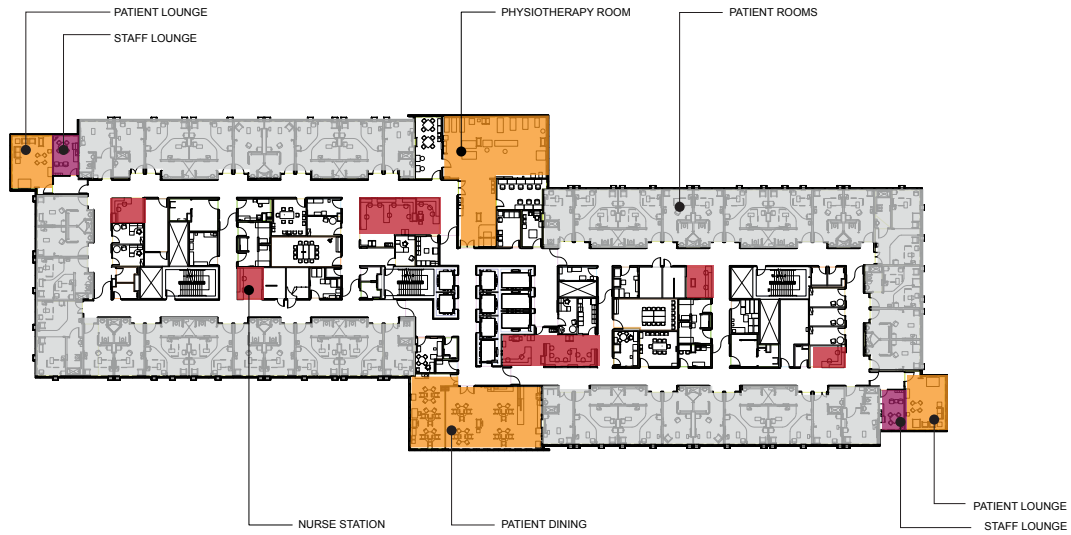 PATIENT LOUNGE
PHYSIOTHERAPY ROOM
PATIENT ROOMS
STAFF LOUNGE
PATIENT LOUNGE
NURSE STATION
PATIENT DINING
STAFF LOUNGE